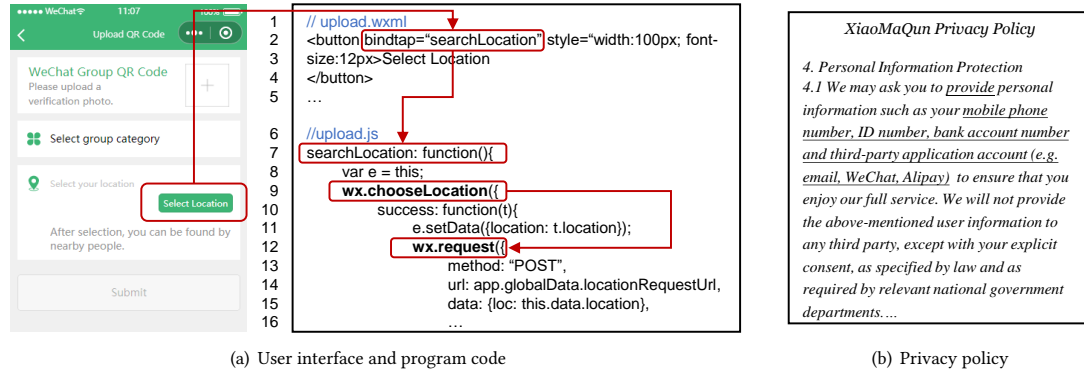 WeChat 11:07 100%
Upload QR Code
WeChat Group QR Code
Please upload a
verification photo.
Select group category
Select your location
Select Location
After selection, you can be found by
nearby people.
Submit
1 // upload.wxml
2 <button bindtap=“searchLocation” style=“width:100px; font-
3 size:12px>Select Location
4 </button>
5 …
6 //upload.js
7 searchLocation: function(){
8 var e = this;
9 wx.chooseLocation({
10 success: function(t){
11 e.setData({location: t.location});
12 wx.request({
13 method: “POST”,
14 url: app.globalData.locationRequestUrl,
15 data: {loc: this.data.location},
16 …
(a) User interface and program code
XiaoMaQun Privacy Policy
4. Personal Information Protection
4.1 We may ask you to provide personal
information such as your mobile phone
number, ID number, bank account number
and third-party application account (e.g.
email, WeChat, Alipay) to ensure that you
enjoy our full service. We will not provide
the above-mentioned user information to
any third party, except with your explicit
consent, as specified by law and as
required by relevant national government
departments.…
(b) Privacy policy